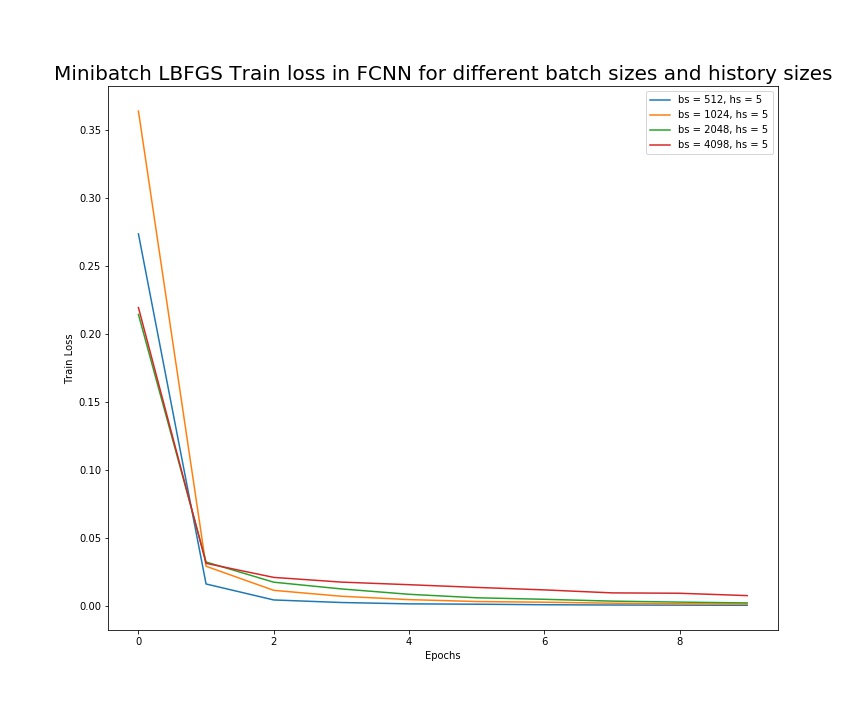 Minibatch LBFGS Train loss in FCNN for different batch sizes and history sizes
bs = 512, hs = 5
bs = 1024, hs = 5
bs = 2048, hs = 5
bs = 4098, hs = 5
0.35
0.30
0.25
0.20
0.15
0.10
0.05
0.00
Train Loss
0 2 4 6 8
Epochs